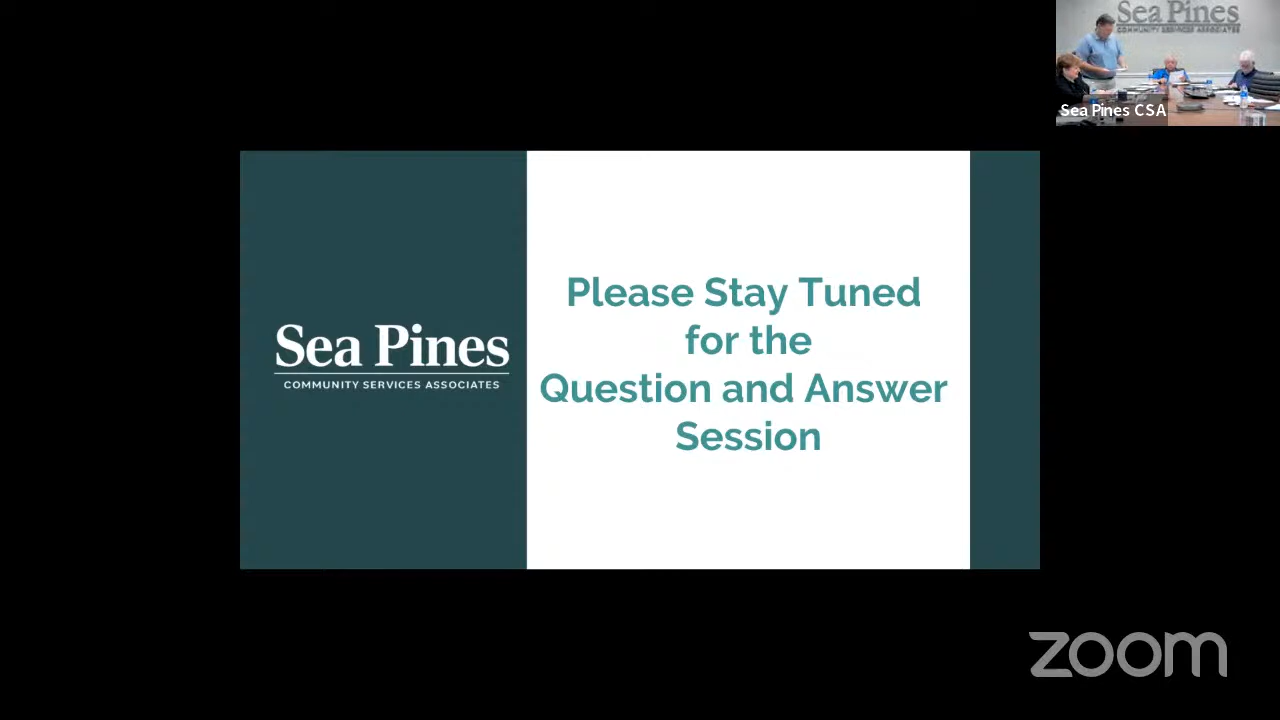 Sea Pines
COMMUNITY SERVICES ASSOCIATES
Sea Pines CSA
Please Stay Tuned
for the
Question and Answer
Session
Sea Pines
COMMUNITY SERVICES ASSOCIATES
zoom